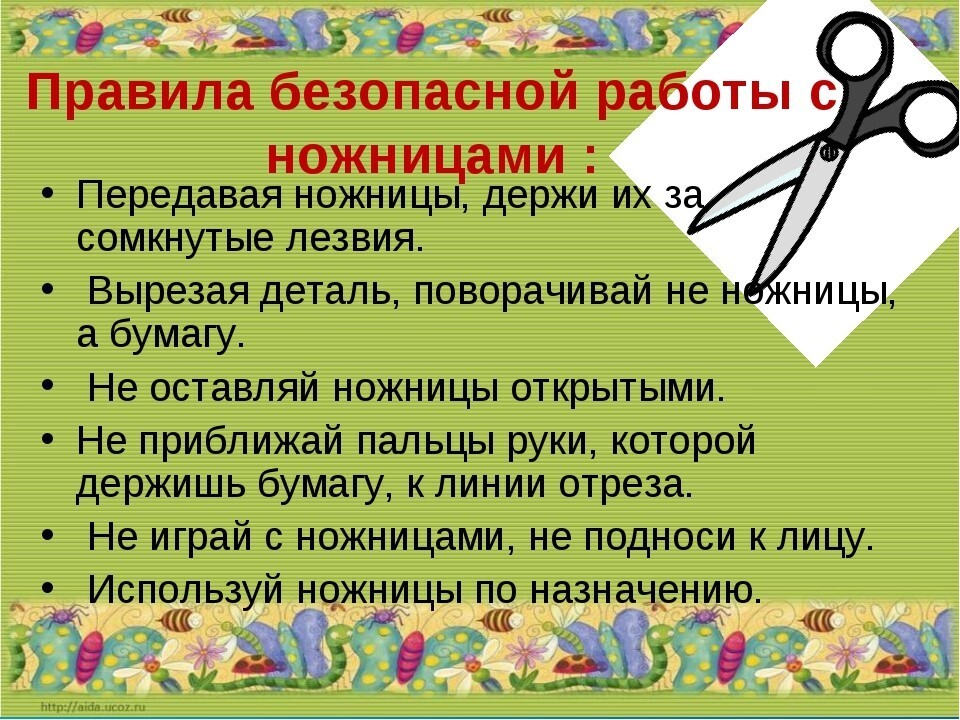 Правила безопасной работы с
ножницами :
• Передавая ножницы, держи их за
сомкнутые лезвия.
• Вырезая деталь, поворачивай не ножницы,
а бумагу.
• Не оставляй ножницы открытыми.
• Не приближай пальцы руки, которой
держишь бумагу, к линии отреза.
• Не играй с ножницами, не подноси к лицу.
• Используй ножницы по назначению.
http://aida.ucoz.ru